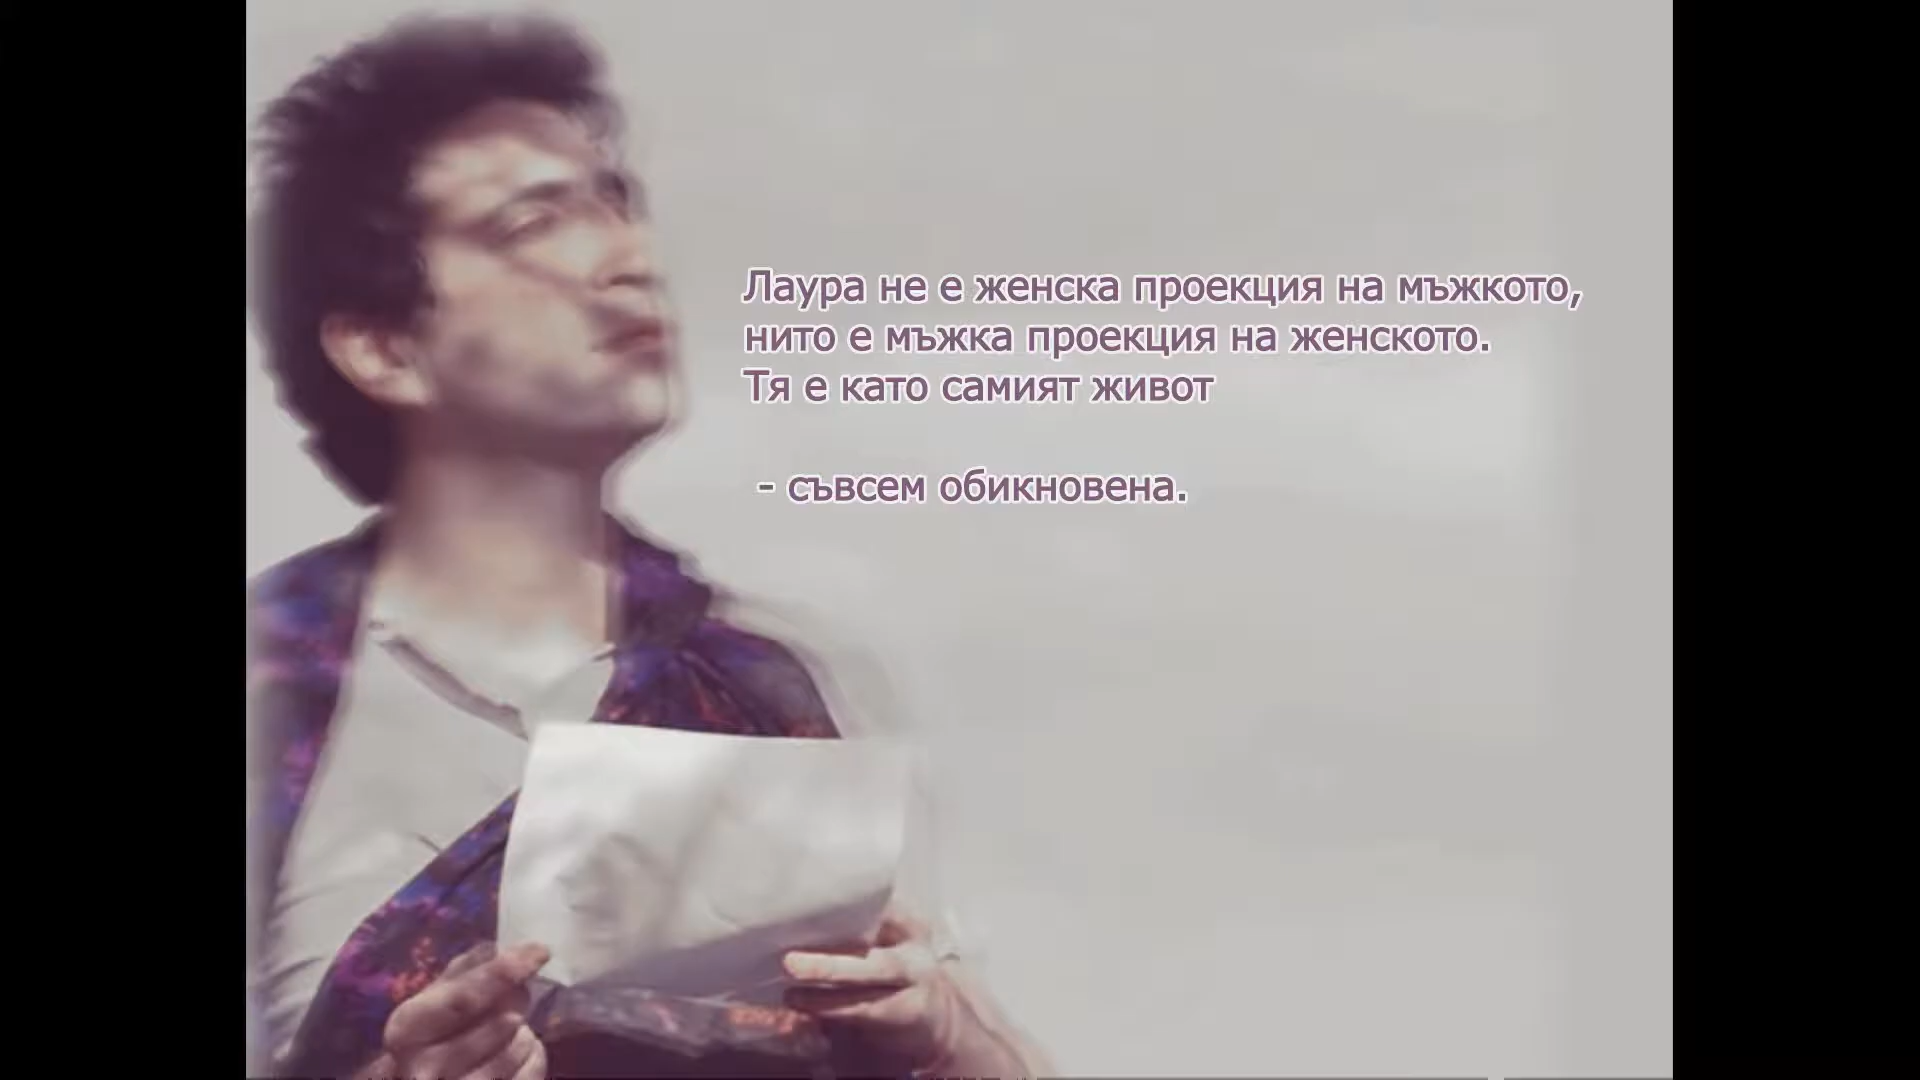 Лаура не е женска проекция на мъжкото,
нито е мъжка проекция на женското.
Тя е като самият живот
- съвсем обикновена.